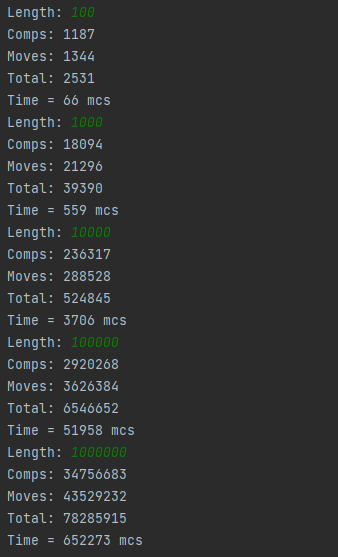 Length: 100
Comps: 1187
Moves: 1344
Total: 2531
Time = 66 mcs
Length: 1000
Comps: 18094
Moves: 21296
Total: 39390
Time = 559 mcs
Length: 10000
Comps: 236317
Moves: 288528
Total: 524845
Time = 3706 mcs
Length: 100000
Comps: 2920268
Moves: 3626384
Total: 6546652
Time = 51958 mcs
Length: 1000000
Comps: 34756683
Moves: 43529232
Total: 78285915
Time = 652273 mcs